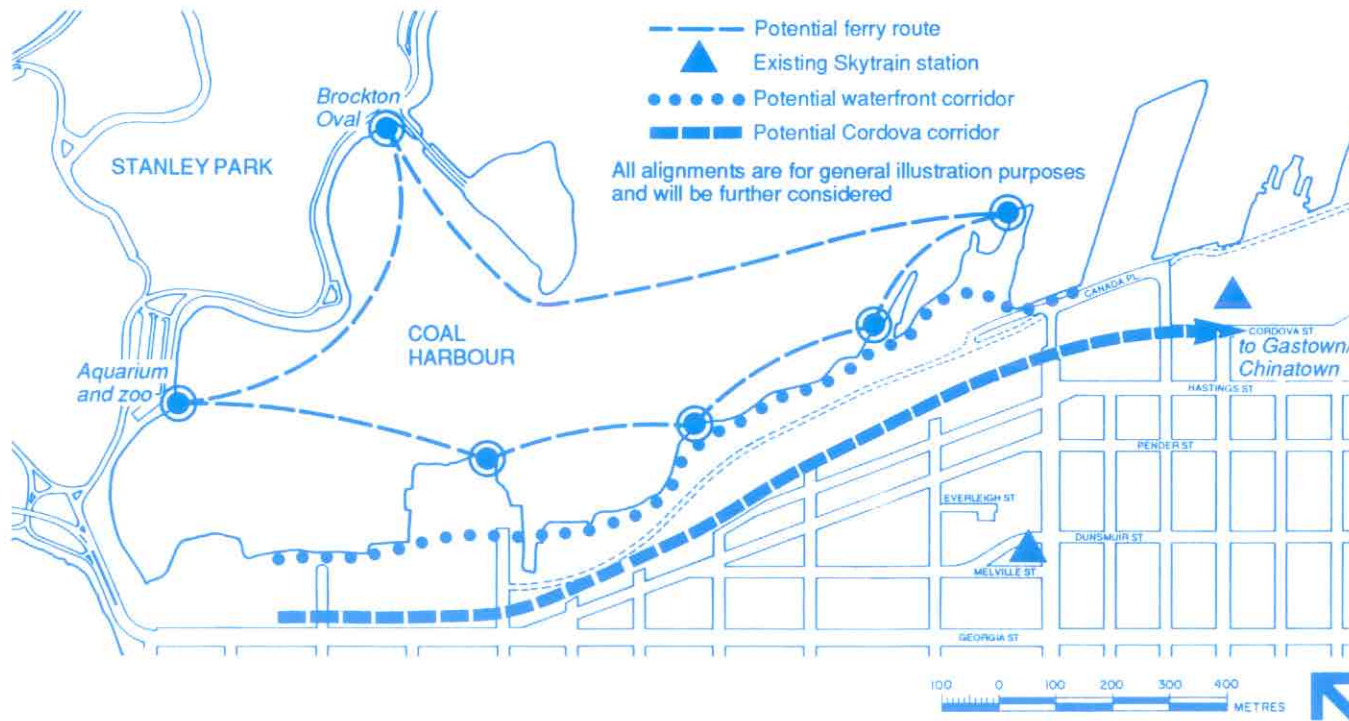 Potential ferry route
Existing Skytrain station
Potential waterfront corridor
Potential Cordova corridor
All alignments are for general illustration purposes
and will be further considered
Brockton
Oval
STANLEY PARK
COAL
HARBOUR
Aquarium
and zoo
CANADA PL.
CORDOVA ST
to Gastown/
Chinatown
HASTINGS ST
PENDER ST
EVERLEIGH ST
DUNSMUIR ST
MELVILLE ST
GEORGIA ST
100 0 100 200 300 400
METRES